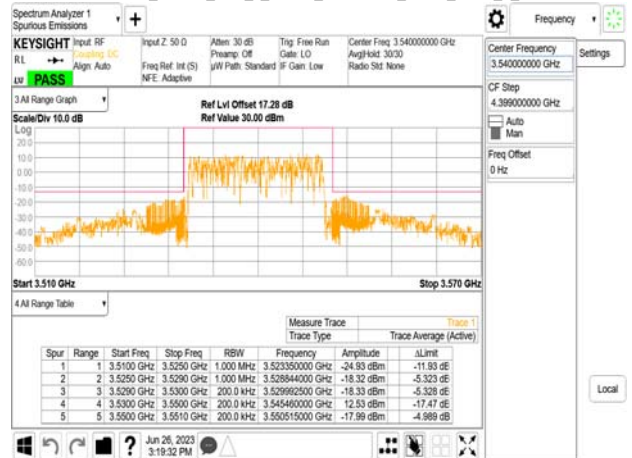 Spectrum Analyzer 1
Spurious Emissions
+
Frequency
KEYSIGHT
Input: RF
Coupling: DC
Align: Auto
Input Z: 50 Ω
Freq Ref: Int (S)
NFE: Adaptive
Atten: 30 dB
Preamp: Off
µW Path: Standard
Trig: Free Run
Gate: LO
IF Gain: Low
Center Freq: 3.540000000 GHz
Avg|Hold: 30/30
Radio Std: None
RL
PASS
Center Frequency
3.540000000 GHz
Settings
CF Step
4.399000000 GHz
Auto
Man
Freq Offset
0 Hz
Local
3 All Range Graph
Scale/Div 10.0 dB
Ref Lvl Offset 17.28 dB
Ref Value 30.00 dBm
Log
20.0
10.0
0.00
-10.0
-20.0
-30.0
-40.0
-50.0
-60.0
Start 3.510 GHz
Stop 3.570 GHz
4 All Range Table
Measure Trace Trace 1
Trace Type Trace Average (Active)
Spur Range Start Freq Stop Freq RBW Frequency Amplitude ΔLimit
1 1 3.5100 GHz 3.5250 GHz 1.000 MHz 3.523350000 GHz -24.93 dBm -11.93 dB
2 2 3.5250 GHz 3.5290 GHz 1.000 MHz 3.528844000 GHz -18.32 dBm -5.323 dB
3 3 3.5290 GHz 3.5300 GHz 200.0 kHz 3.529992500 GHz -18.33 dBm -5.328 dB
4 4 3.5300 GHz 3.5500 GHz 200.0 kHz 3.545460000 GHz 12.53 dBm -17.47 dB
5 5 3.5500 GHz 3.5510 GHz 200.0 kHz 3.550515000 GHz -17.99 dBm -4.989 dB
?
Jun 26, 2023
3:19:32 PM